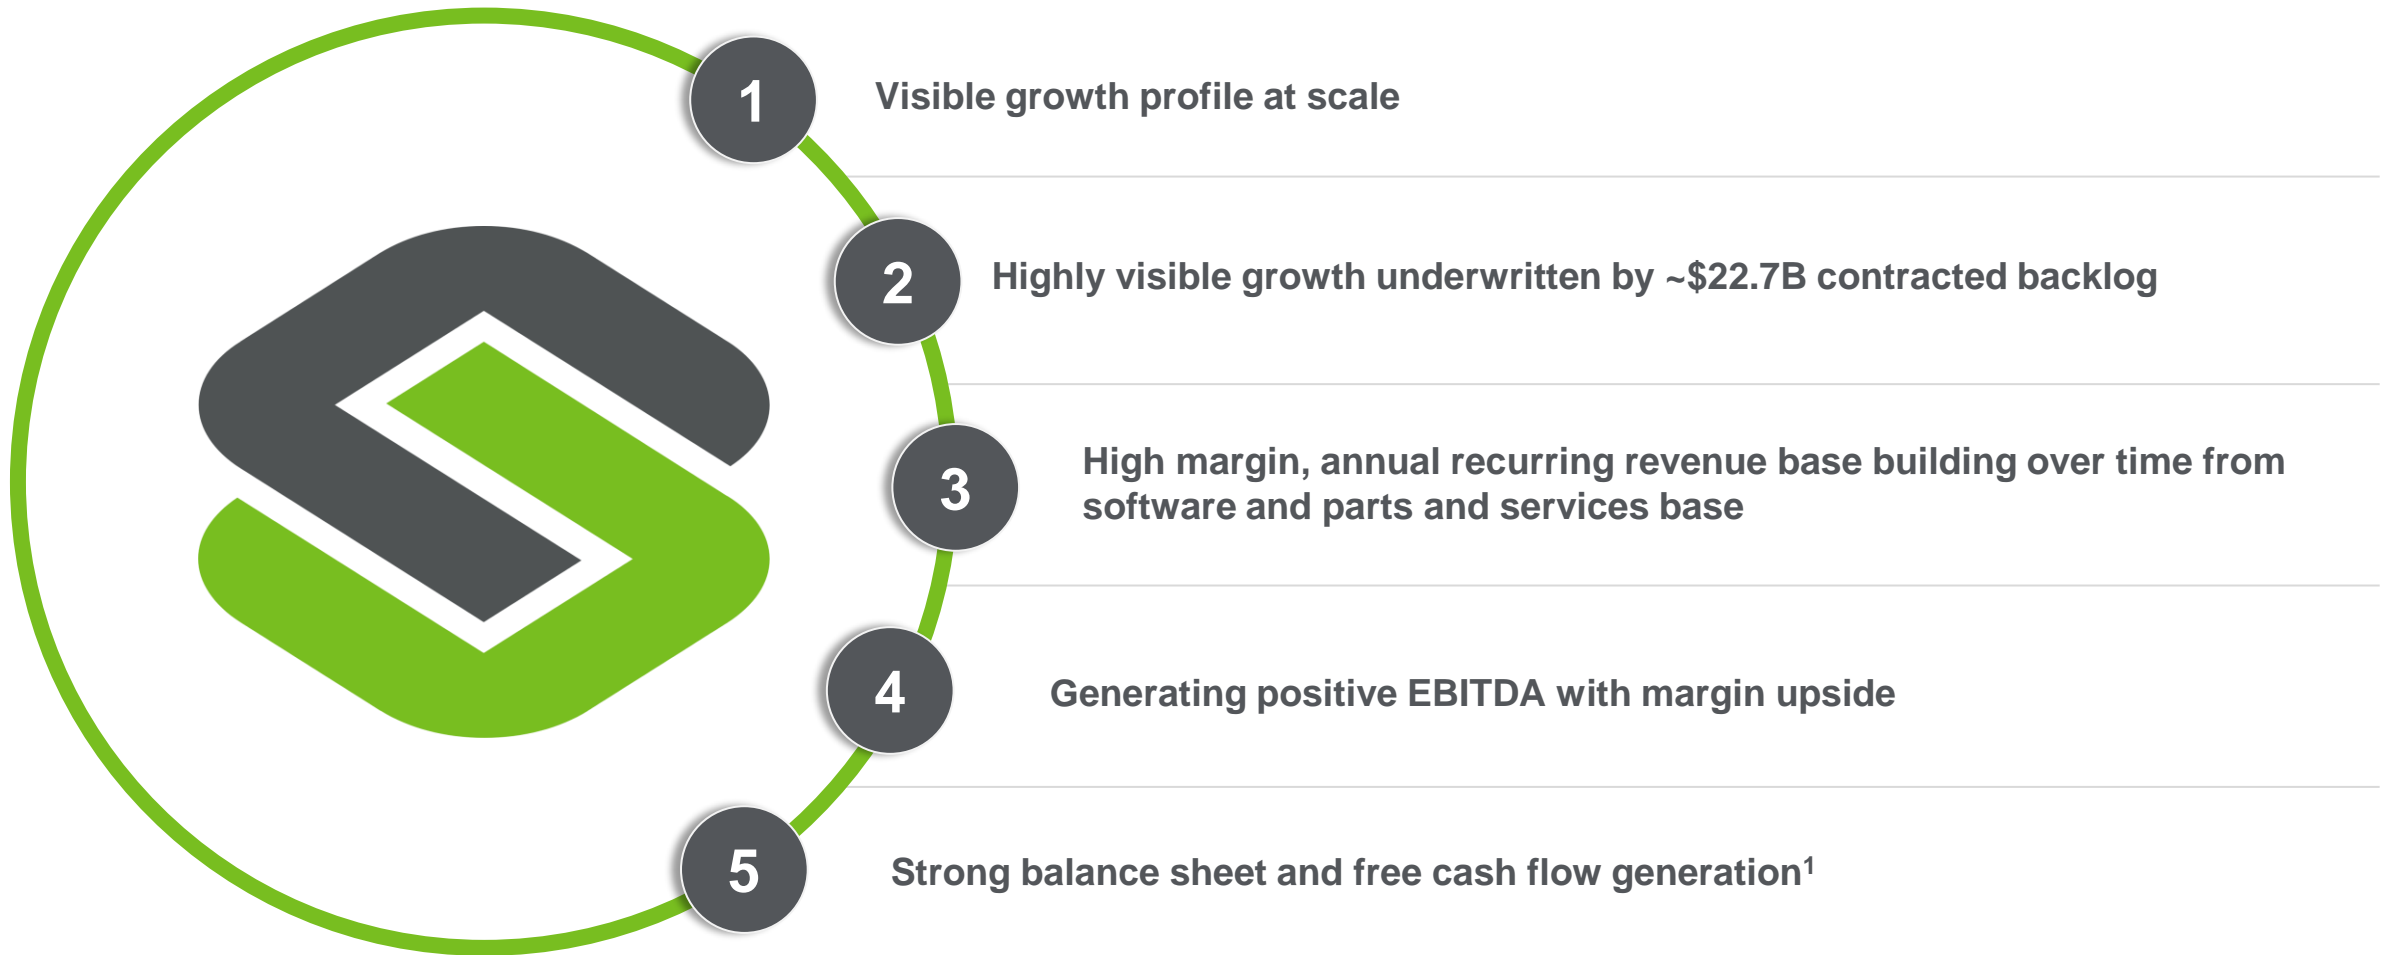 1
Visible growth profile at scale
2
Highly visible growth underwritten by ~$22.7B contracted backlog
3
High margin, annual recurring revenue base building over time from
software and parts and services base
4
Generating positive EBITDA with margin upside
5
Strong balance sheet and free cash flow generation¹